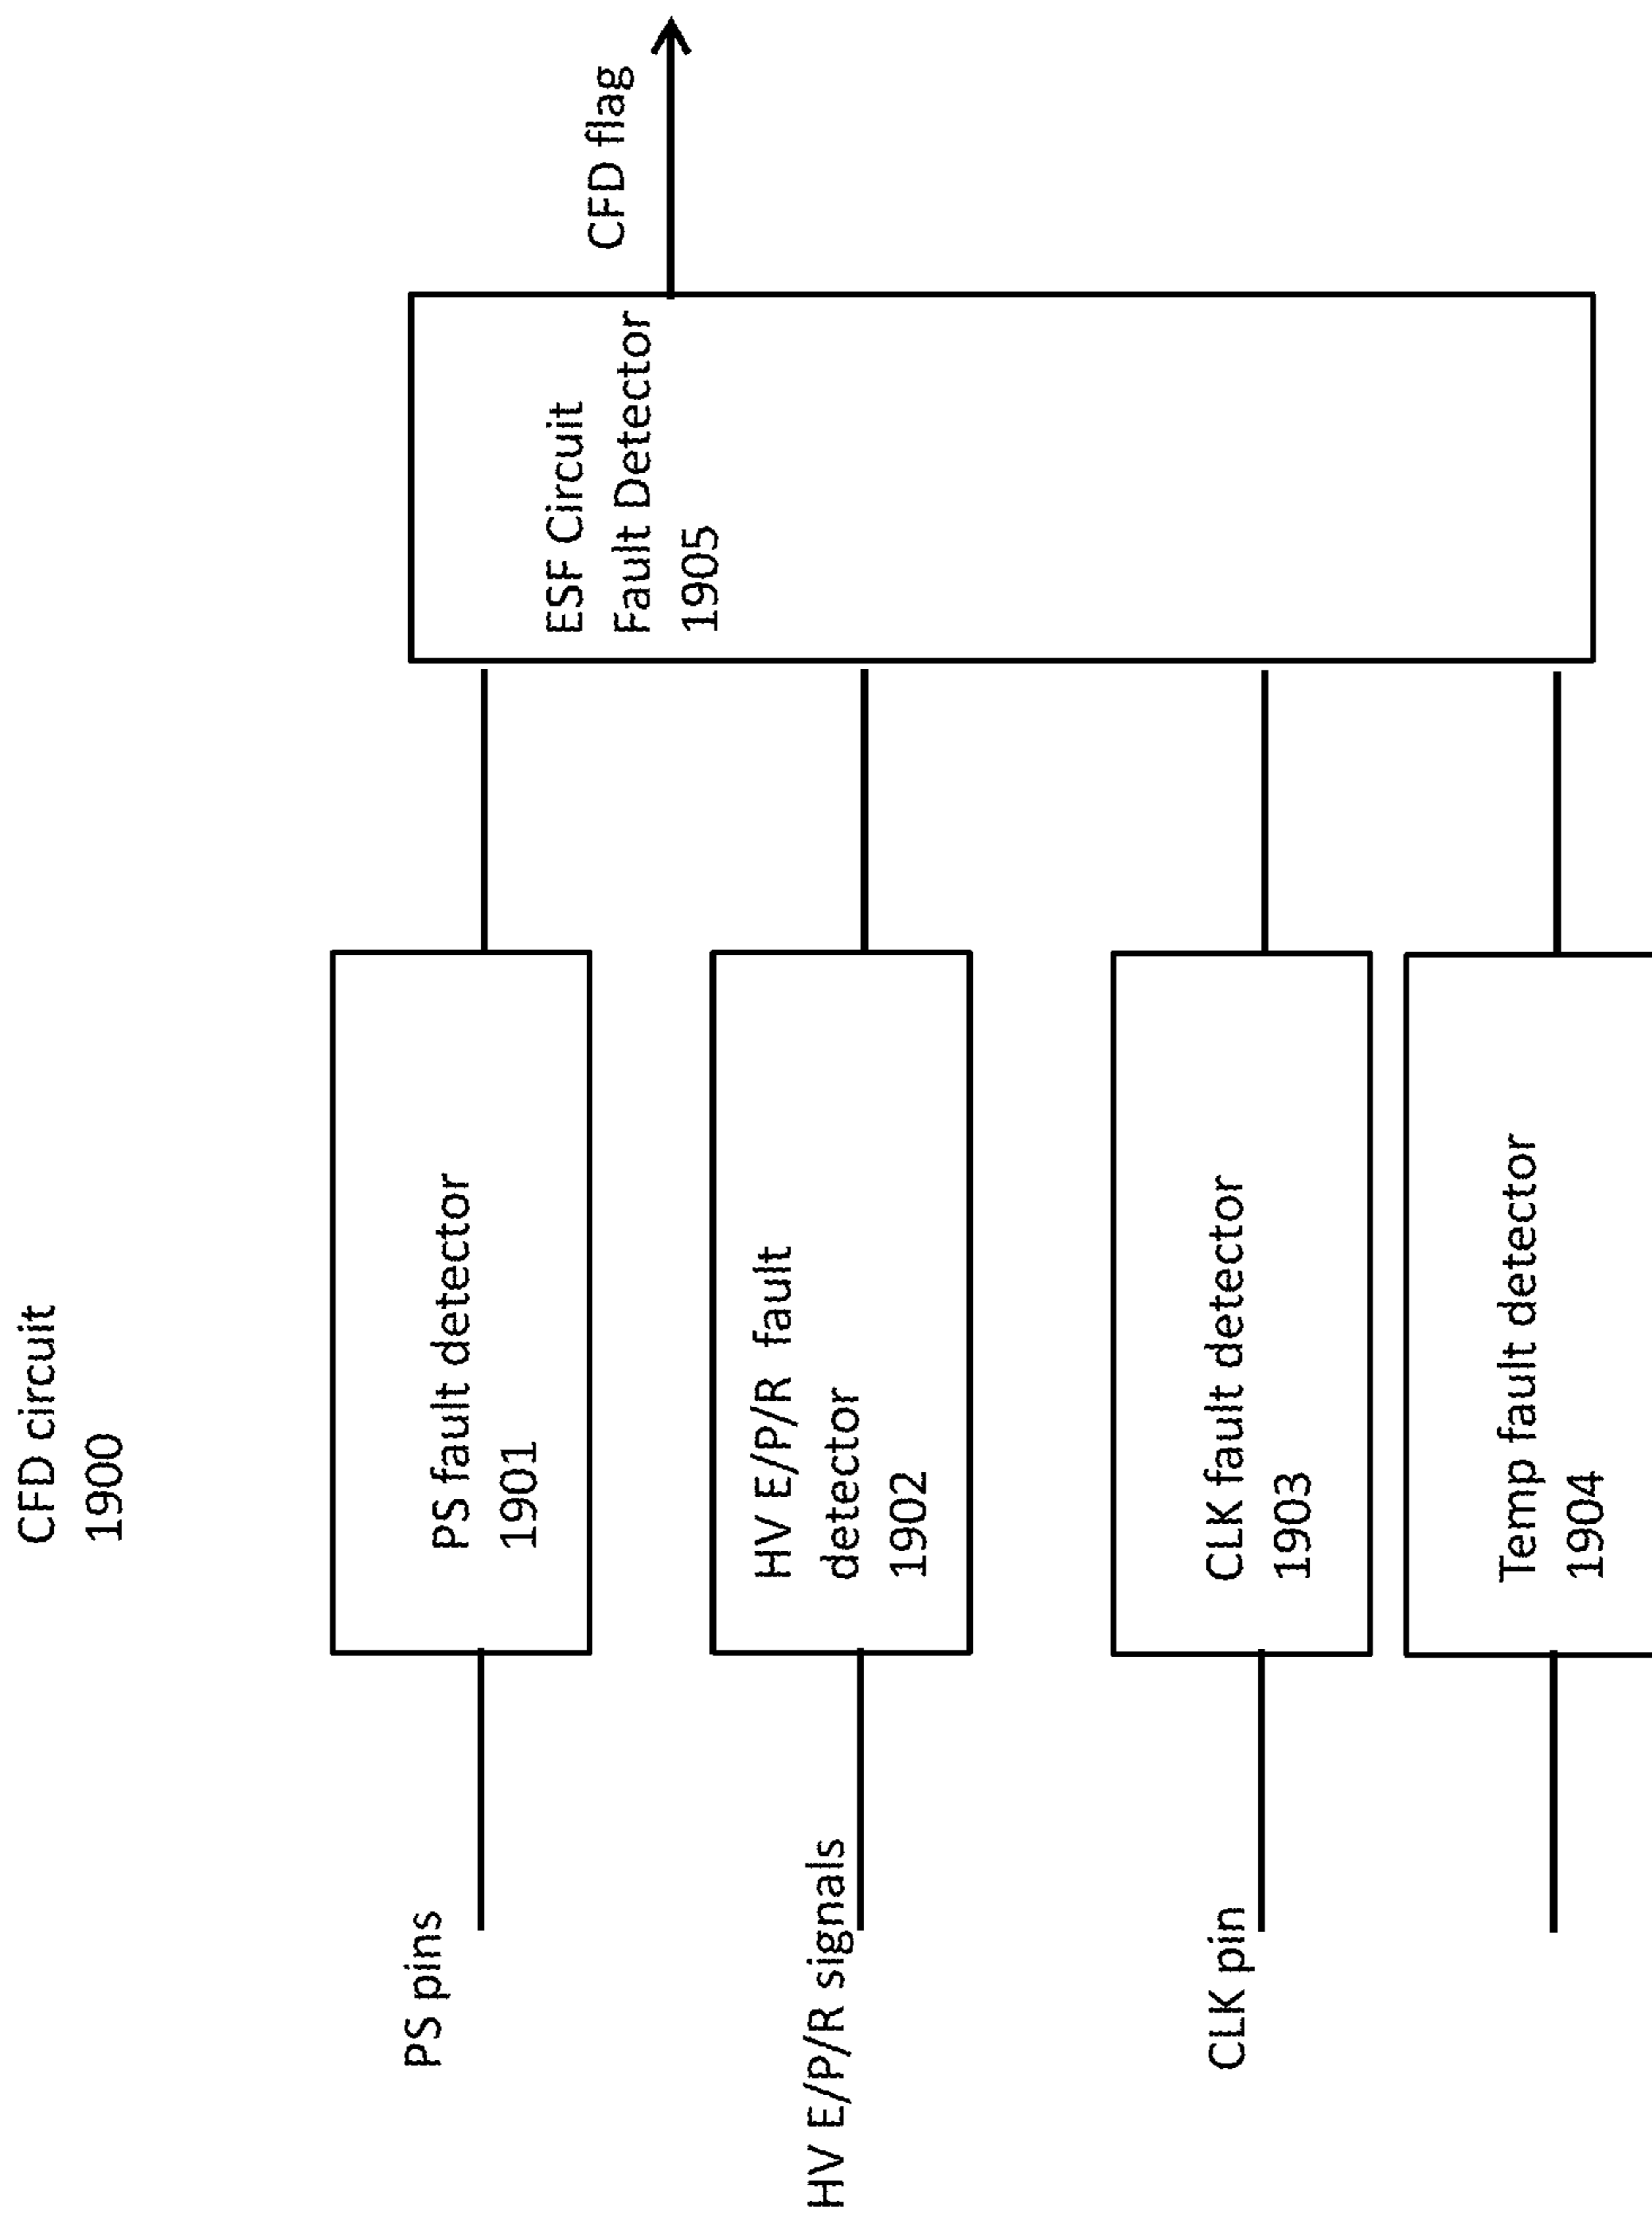 CFD circuit
1900
PS pins
PS fault detector
1901
HV E/P/R signals
HV E/P/R fault
detector
1902
CLK pin
CLK fault detector
1903
Temp fault detector
1904
ESF Circuit
Fault Detector
1905
CFD flag